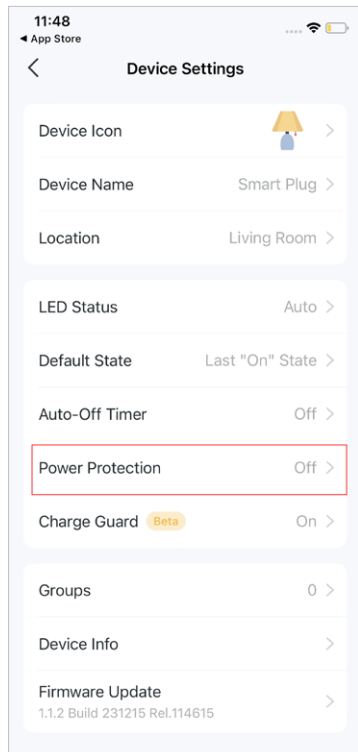 11:48
◀ App Store
Device Settings
Device Icon
Device Name Smart Plug
Location Living Room
LED Status Auto
Default State Last "On" State
Auto-Off Timer Off
Power Protection Off
Charge Guard Beta On
Groups 0
Device Info
Firmware Update
1.1.2 Build 231215 Rel.114615